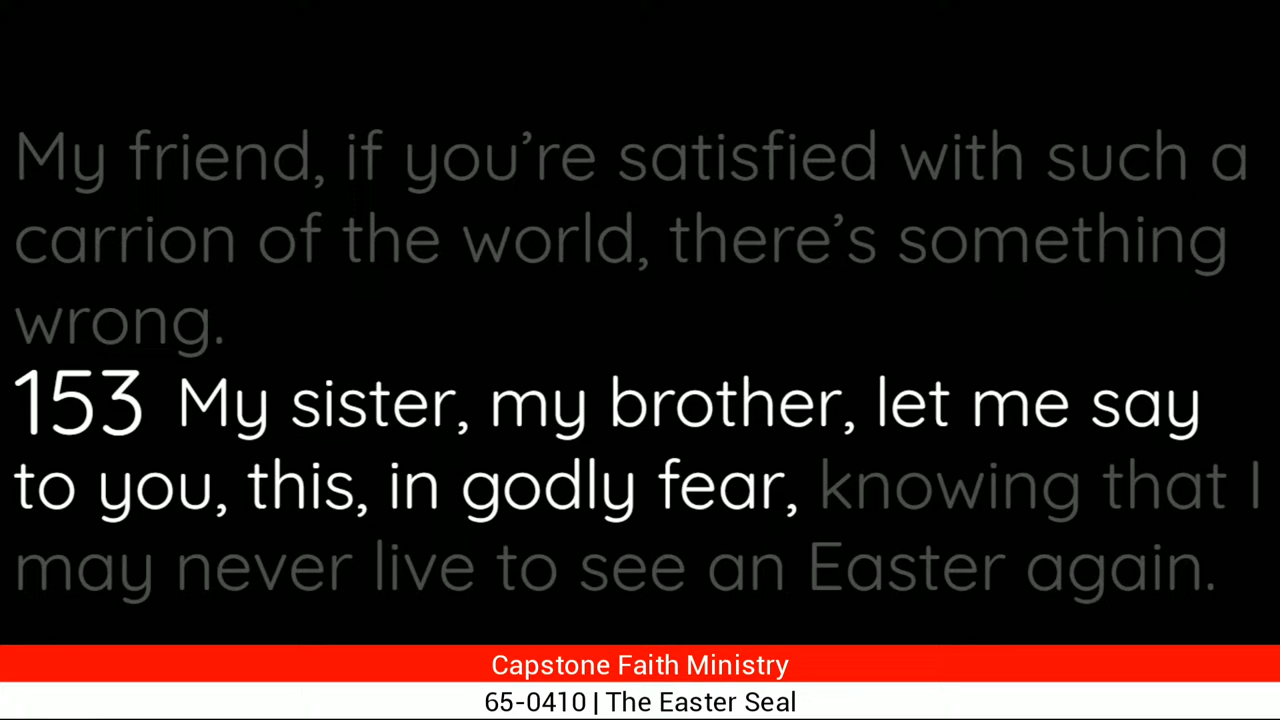 My friend, if you’re satisfied with such a
carrion of the world, there’s something
wrong.
153 My sister, my brother, let me say
to you, this, in godly fear, knowing that I
may never live to see an Easter again.
Capstone Faith Ministry
65-0410 | The Easter Seal